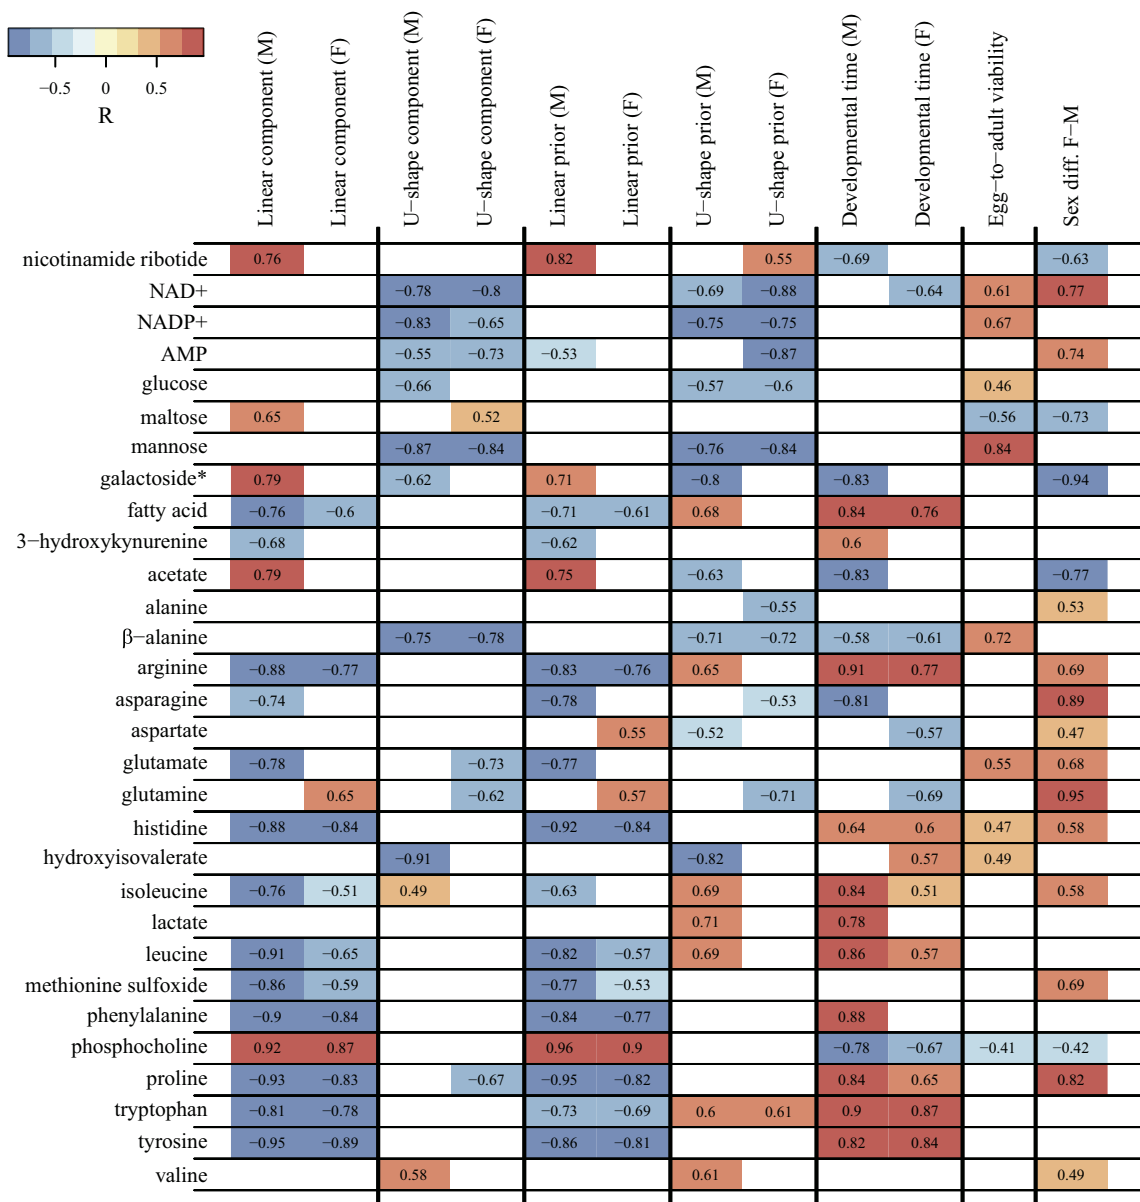 −0.5 0 0.5
R
Linear component (M)
Linear component (F)
U−shape component (M)
U−shape component (F)
Linear prior (M)
Linear prior (F)
U−shape prior (M)
U−shape prior (F)
Developmental time (M)
Developmental time (F)
Egg−to−adult viability
Sex diff. F−M
nicotinamide ribotide 0.76 0.82 0.55 −0.69 −0.63
NAD+ −0.78 −0.8 −0.69 −0.88 −0.64 0.61 0.77
NADP+ −0.83 −0.65 −0.75 −0.75 0.67
AMP −0.55 −0.73 −0.53 −0.87 0.74
glucose −0.66 −0.57 −0.6 0.46
maltose 0.65 0.52 −0.56 −0.73
mannose −0.87 −0.84 −0.76 −0.84 0.84
galactoside* 0.79 −0.62 0.71 −0.8 −0.83 −0.94
fatty acid −0.76 −0.6 −0.71 −0.61 0.68 0.84 0.76
3−hydroxykynurenine −0.68 −0.62 0.6
acetate 0.79 0.75 −0.63 −0.83 −0.77
alanine −0.55 0.53
β−alanine −0.75 −0.78 −0.71 −0.72 −0.58 −0.61 0.72
arginine −0.88 −0.77 −0.83 −0.76 0.65 0.91 0.77 0.69
asparagine −0.74 −0.78 −0.53 −0.81 0.89
aspartate 0.55 −0.52 −0.57 0.47
glutamate −0.78 −0.73 −0.77 0.55 0.68
glutamine 0.65 −0.62 0.57 −0.71 −0.69 0.95
histidine −0.88 −0.84 −0.92 −0.84 0.64 0.6 0.47 0.58
hydroxyisovalerate −0.91 −0.82 0.57 0.49
isoleucine −0.76 −0.51 0.49 −0.63 0.69 0.84 0.51 0.58
lactate 0.71 0.78
leucine −0.91 −0.65 −0.82 −0.57 0.69 0.86 0.57
methionine sulfoxide −0.86 −0.59 −0.77 −0.53 0.69
phenylalanine −0.9 −0.84 −0.84 −0.77 0.88
phosphocholine 0.92 0.87 0.96 0.9 −0.78 −0.67 −0.41 −0.42
proline −0.93 −0.83 −0.67 −0.95 −0.82 0.84 0.65 0.82
tryptophan −0.81 −0.78 −0.73 −0.69 0.6 0.61 0.9 0.87
tyrosine −0.95 −0.89 −0.86 −0.81 0.82 0.84
valine 0.58 0.61 0.49